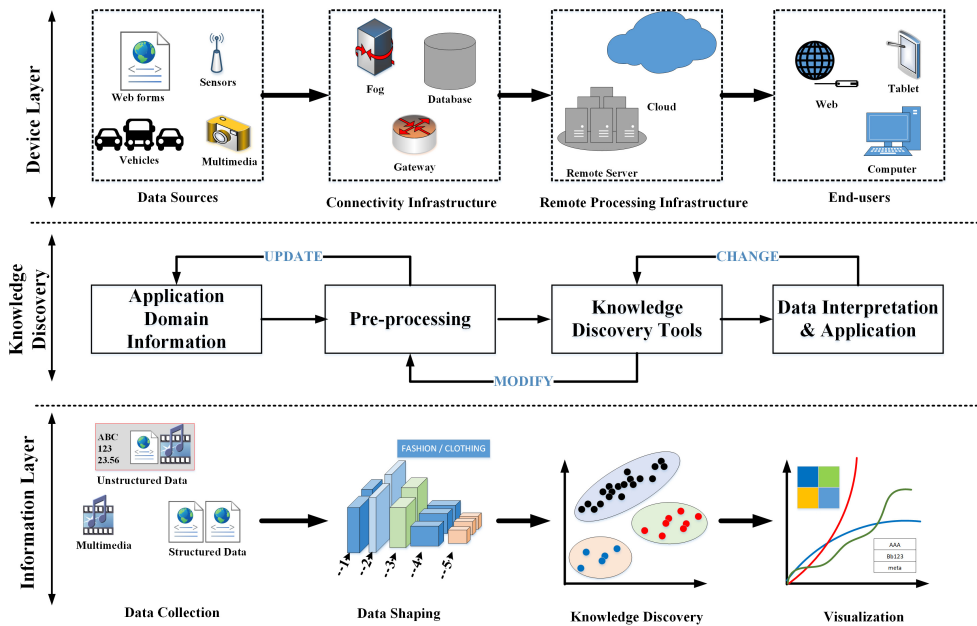 Device Layer
Web forms
Sensors
Vehicles
Multimedia
Data Sources
Fog
Database
Gateway
Connectivity Infrastructure
Cloud
Remote Server
Remote Processing Infrastructure
Web
Tablet
Computer
End-users
Knowledge
Discovery
UPDATE
CHANGE
Application
Domain
Information
Pre-processing
Knowledge
Discovery Tools
Data Interpretation
& Application
MODIFY
Information Layer
ABC
123
23.56
Unstructured Data
Multimedia
Structured Data
Data Collection
FASHION / CLOTHING
--1
--2
--3
--4
--5
Data Shaping
Knowledge Discovery
AAA
Bb123
meta
Visualization